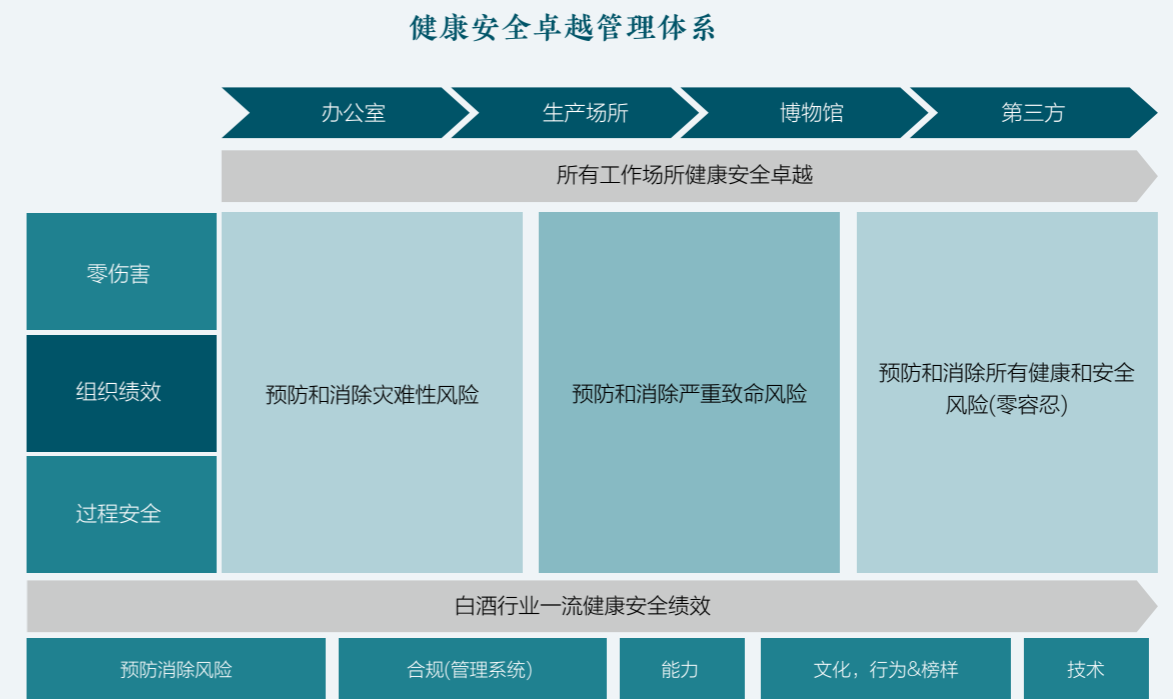 健康安全卓越管理体系
办公室
生产场所
博物馆
第三方
所有工作场所健康安全卓越
零伤害
组织绩效
过程安全
预防和消除灾难性风险
预防和消除严重致命风险
预防和消除所有健康和安全
风险(零容忍)
白酒行业一流健康安全绩效
预防消除风险
合规(管理系统)
能力
文化，行为&榜样
技术